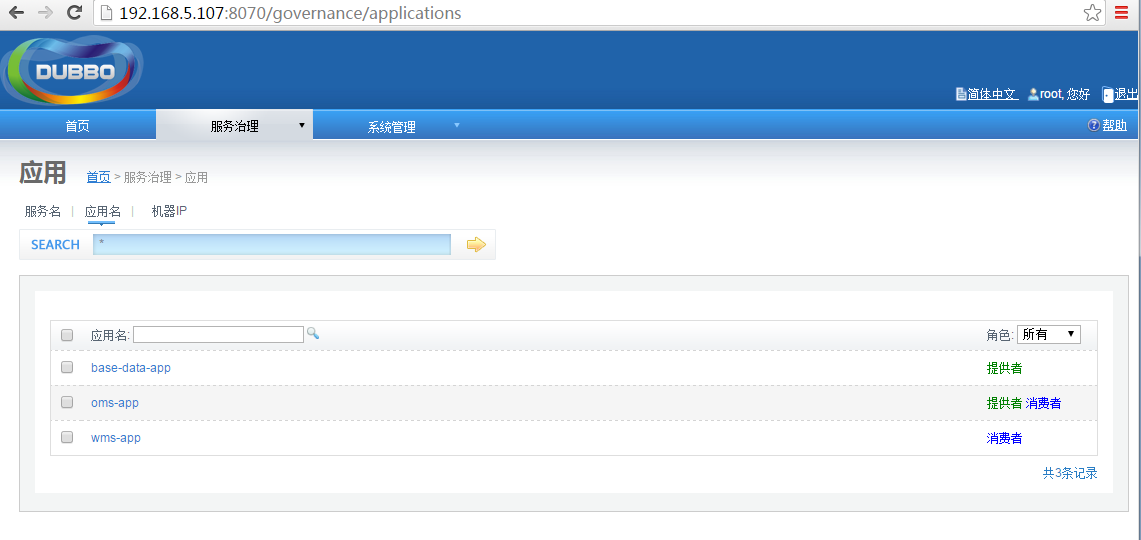 192.168.5.107:8070/governance/applications
DUBBO
简体中文 root, 您好 退出
首页 服务治理 系统管理 帮助
应用 首页 > 服务治理 > 应用
服务名 | 应用名 | 机器IP
SEARCH *
应用名: 角色: 所有
base-data-app 提供者
oms-app 提供者 消费者
wms-app 消费者
共3条记录